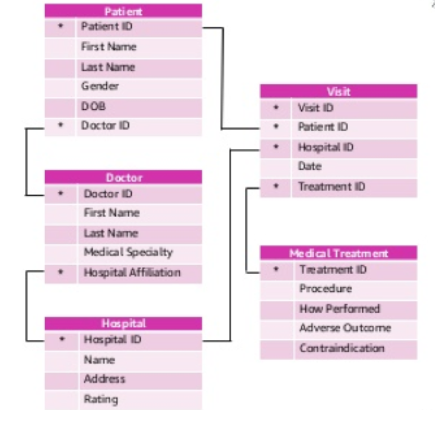 Patient
* Patient ID
First Name
Last Name
Gender
DOB
* Doctor ID
Doctor
* Doctor ID
First Name
Last Name
Medical Specialty
* Hospital Affiliation
Hospital
* Hospital ID
Name
Address
Rating
Visit
* Visit ID
* Patient ID
* Hospital ID
Date
* Treatment ID
Medical Treatment
* Treatment ID
Procedure
How Performed
Adverse Outcome
Contraindication